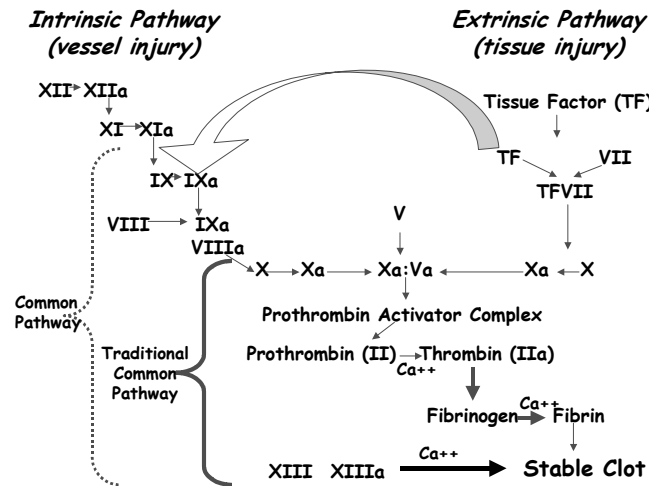 Intrinsic Pathway
(vessel injury)
Extrinsic Pathway
(tissue injury)
XII XIIa
Tissue Factor (TF)
XI XIa
TF VII
IX IXa
TFVII
VIII IXa
VIIIa
V
X Xa Xa:Va Xa X
Common
Pathway
Prothrombin Activator Complex
Traditional
Common
Pathway
Prothrombin (II) Thrombin (IIa)
Ca++
Fibrinogen Ca++ Fibrin
XIII XIIIa Ca++ Stable Clot